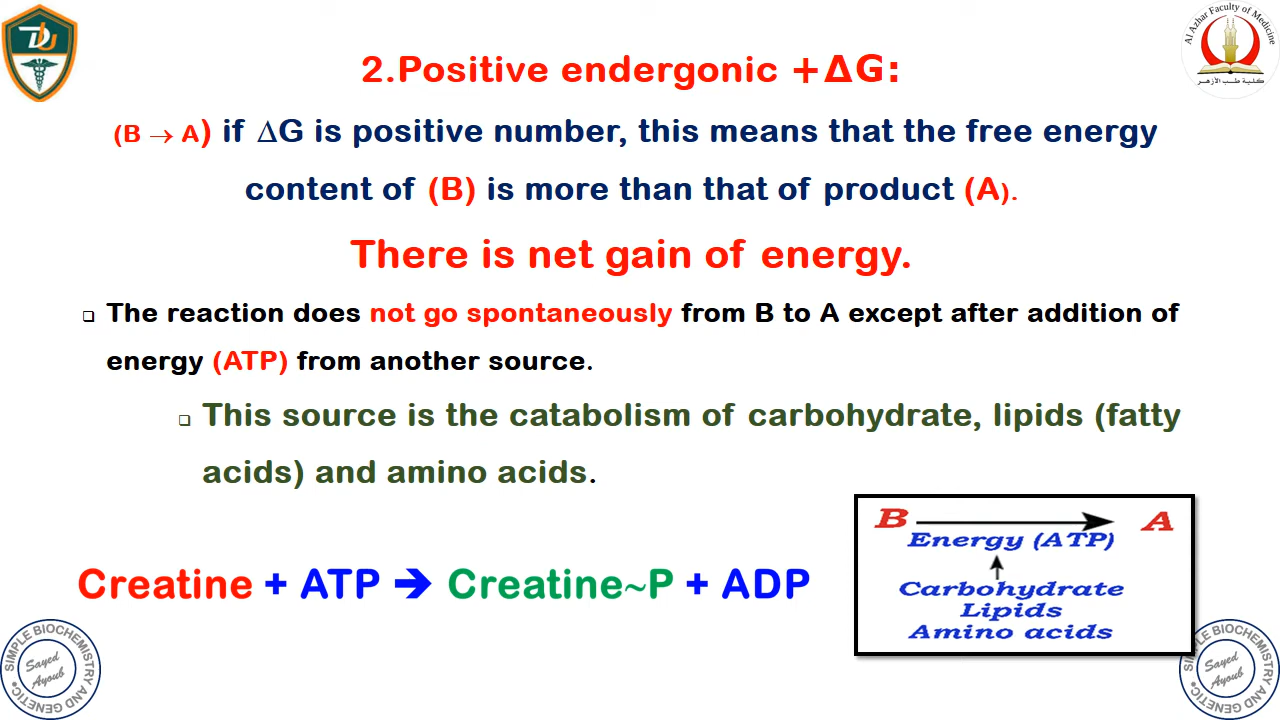 DU
Al Azhar Faculty of Medicine
كلية طب الأزهر
2.Positive endergonic +ΔG:
(B → A) if ΔG is positive number, this means that the free energy
content of (B) is more than that of product (A).
There is net gain of energy.
❑ The reaction does not go spontaneously from B to A except after addition of
energy (ATP) from another source.
❑ This source is the catabolism of carbohydrate, lipids (fatty
acids) and amino acids.
B → A
Energy (ATP)
↑
Carbohydrate
Lipids
Amino acids
Creatine + ATP ➔ Creatine~P + ADP
SIMPLE BIOCHEMISTRY AND GENETIC
Sayed
Ayoub
SIMPLE BIOCHEMISTRY AND GENETIC
Sayed
Ayoub